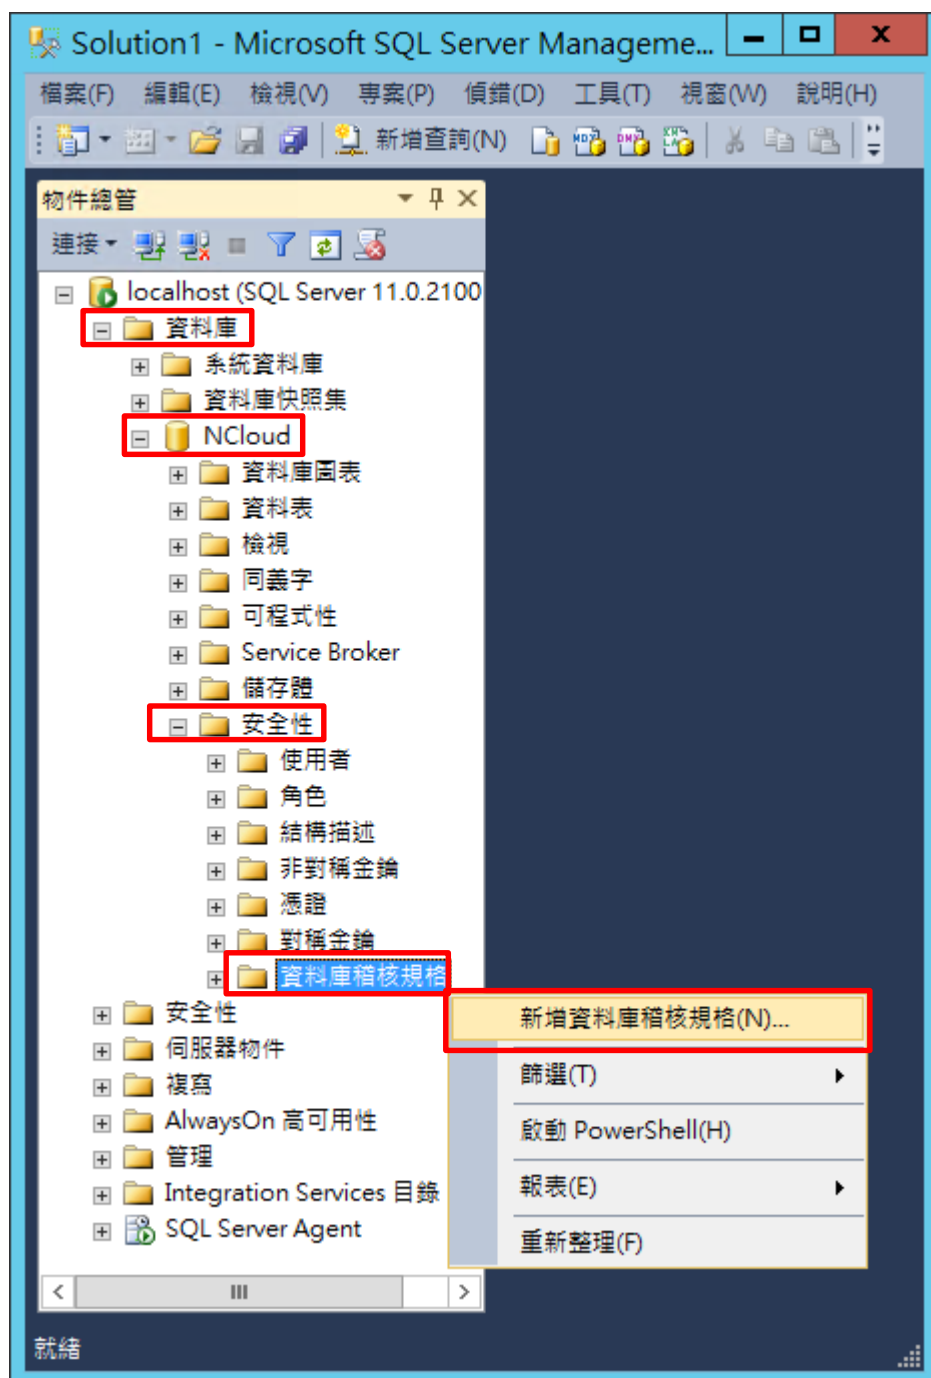 Solution1 - Microsoft SQL Server Manageme...
檔案(F) 編輯(E) 檢視(V) 專案(P) 偵錯(D) 工具(T) 視窗(W) 說明(H)
新增查詢(N) MDX DMX XMLA
物件總管
連接
localhost (SQL Server 11.0.2100
資料庫
系統資料庫
資料庫快照集
NCloud
資料庫圖表
資料表
檢視
同義字
可程式性
Service Broker
儲存體
安全性
使用者
角色
結構描述
非對稱金鑰
憑證
對稱金鑰
資料庫稽核規格
安全性
新增資料庫稽核規格(N)...
伺服器物件
篩選(T)
複寫
AlwaysOn 高可用性
啟動 PowerShell(H)
管理
Integration Services 目錄
報表(E)
SQL Server Agent
重新整理(F)
就緒